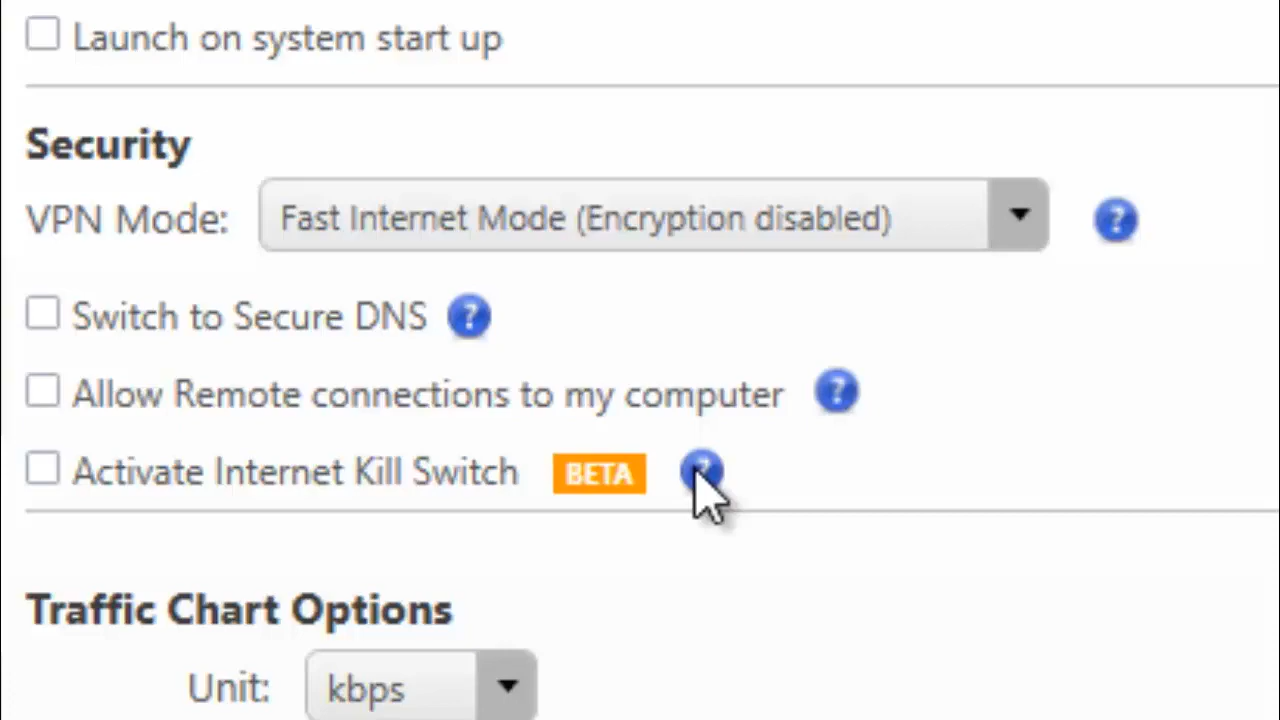 Launch on system start up
Security
VPN Mode: Fast Internet Mode (Encryption disabled) ?
Switch to Secure DNS ?
Allow Remote connections to my computer ?
Activate Internet Kill Switch BETA ?
Traffic Chart Options
Unit: kbps